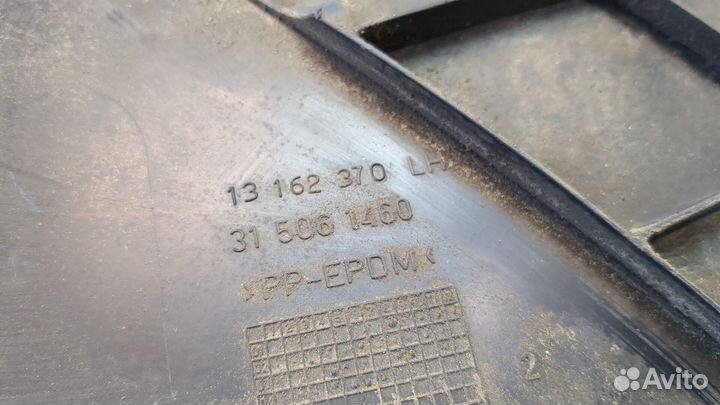 13 162 370 LH
31 506 1460
>PP-EPDM<
2
Avito